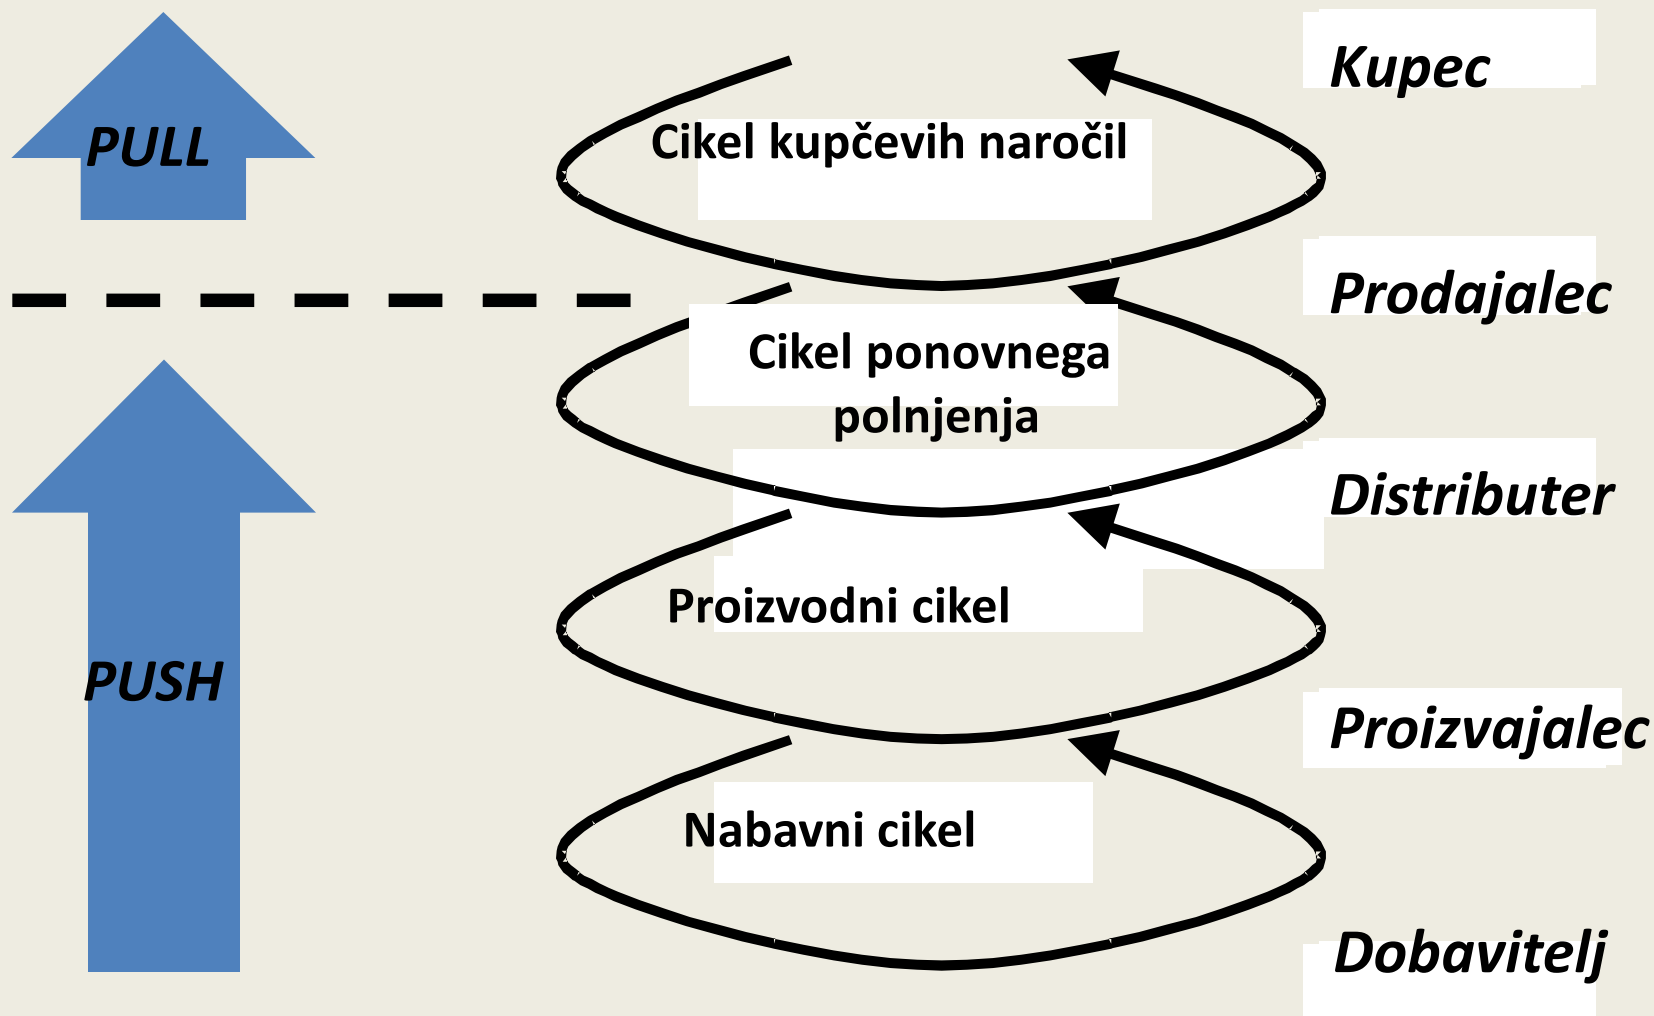 Kupec
PULL
Cikel kupčevih naročil
Prodajalec
Cikel ponovnega
polnjenja
Distributer
Proizvodni cikel
PUSH
Proizvajalec
Nabavni cikel
Dobavitelj